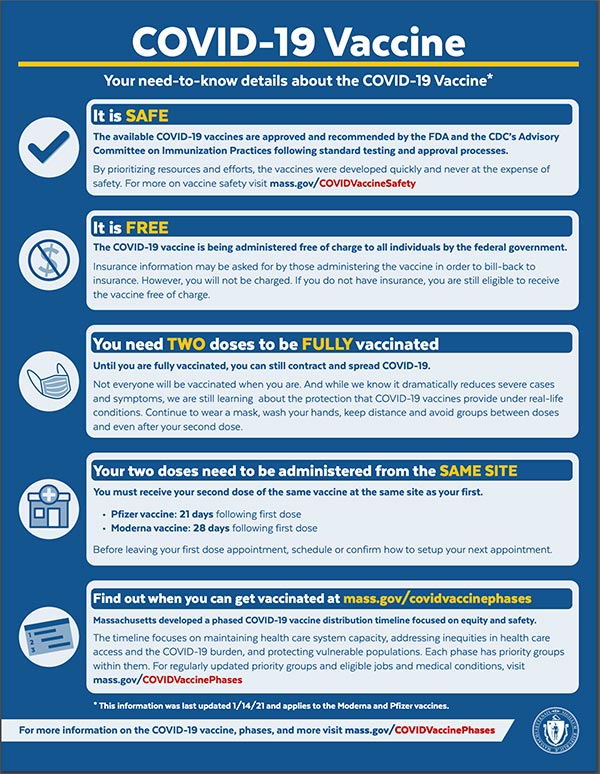 COVID-19 Vaccine
Your need-to-know details about the COVID-19 Vaccine*
It is SAFE
The available COVID-19 vaccines are approved and recommended by the FDA and the CDC's Advisory
Committee on Immunization Practices following standard testing and approval processes.
By prioritizing resources and efforts, the vaccines were developed quickly and never at the expense of
safety. For more on vaccine safety visit mass.gov/COVIDVaccineSafety
It is FREE
The COVID-19 vaccine is being administered free of charge to all individuals by the federal government.
Insurance information may be asked for by those administering the vaccine in order to bill-back to
insurance. However, you will not be charged. If you do not have insurance, you are still eligible to receive
the vaccine free of charge.
You need TWO doses to be FULLY vaccinated
Until you are fully vaccinated, you can still contract and spread COVID-19.
Not everyone will be vaccinated when you are. And while we know it dramatically reduces severe cases
and symptoms, we are still learning about the protection that COVID-19 vaccines provide under real-life
conditions. Continue to wear a mask, wash your hands, keep distance and avoid groups between doses
and even after your second dose.
Your two doses need to be administered from the SAME SITE
You must receive your second dose of the same vaccine at the same site as your first.
• Pfizer vaccine: 21 days following first dose
• Moderna vaccine: 28 days following first dose
Before leaving your first dose appointment, schedule or confirm how to setup your next appointment.
1
2
3
Find out when you can get vaccinated at mass.gov/covidvaccinephases
Massachusetts developed a phased COVID-19 vaccine distribution timeline focused on equity and safety.
The timeline focuses on maintaining health care system capacity, addressing inequities in health care
access and the COVID-19 burden, and protecting vulnerable populations. Each phase has priority groups
within them. For regularly updated priority groups and eligible jobs and medical conditions, visit
mass.gov/COVIDVaccinePhases
* This information was last updated 1/14/21 and applies to the Moderna and Pfizer vaccines.
For more information on the COVID-19 vaccine, phases, and more visit mass.gov/COVIDVaccinePhases